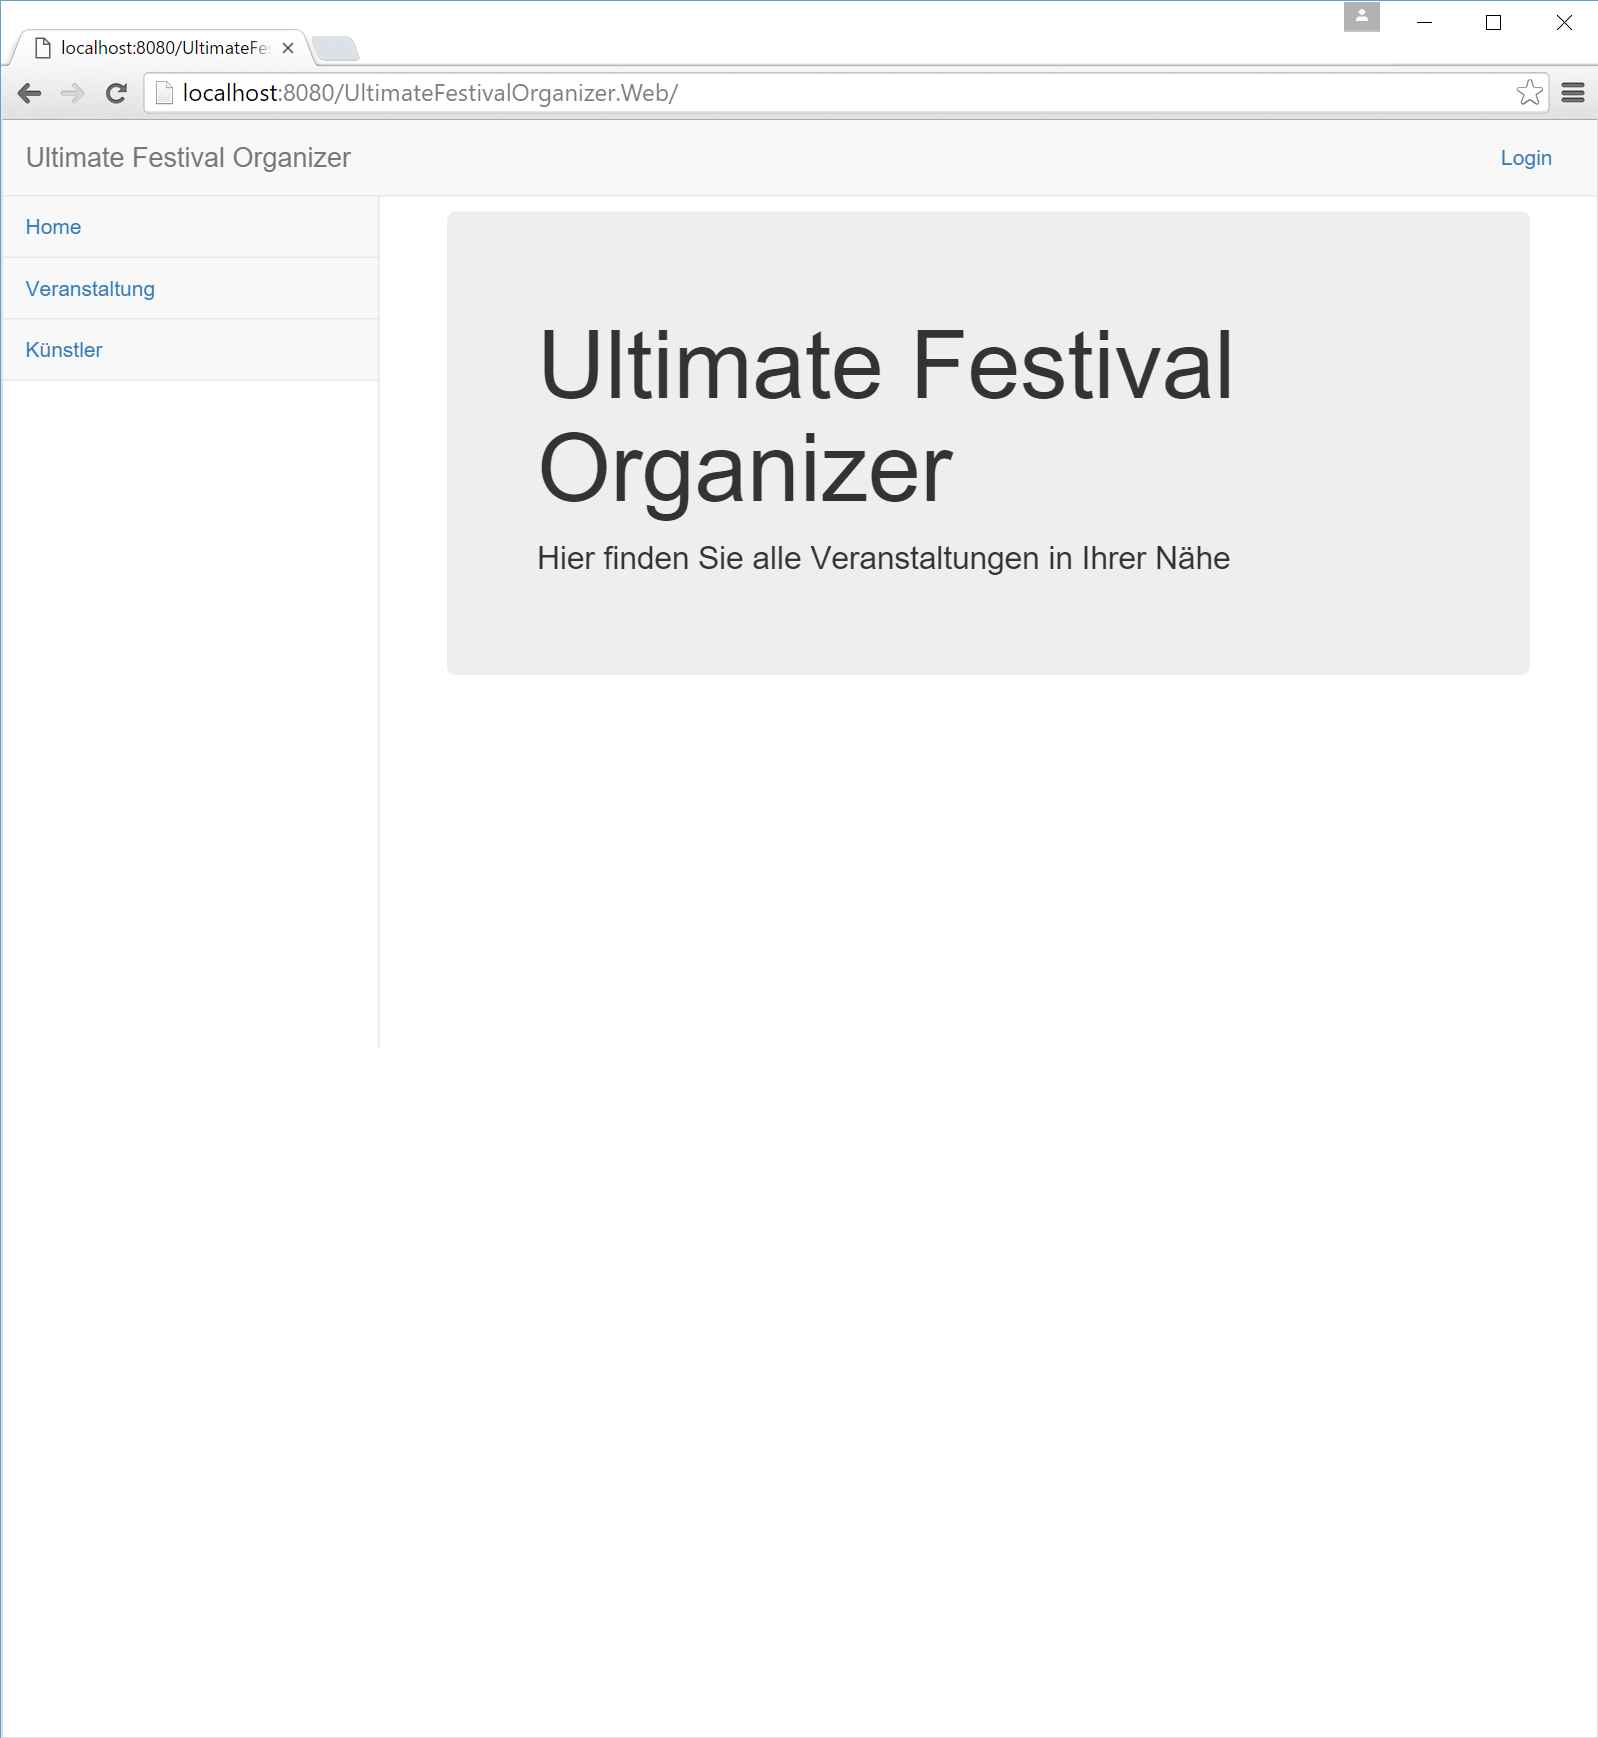 localhost:8080/UltimateFe
localhost:8080/UltimateFestivalOrganizer.Web/
Ultimate Festival Organizer
Login
Home
Veranstaltung
Künstler
Ultimate Festival
Organizer
Hier finden Sie alle Veranstaltungen in Ihrer Nähe